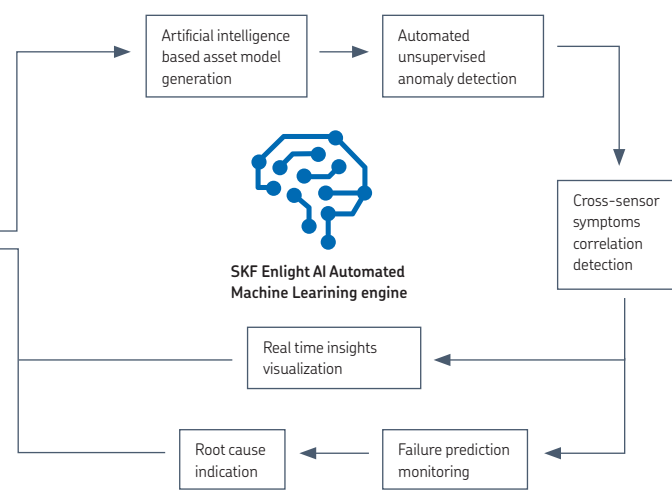 Artificial intelligence
based asset model
generation
Automated
unsupervised
anomaly detection
Cross-sensor
symptoms
correlation
detection
SKF Enlight AI Automated
Machine Learining engine
Real time insights
visualization
Root cause
indication
Failure prediction
monitoring